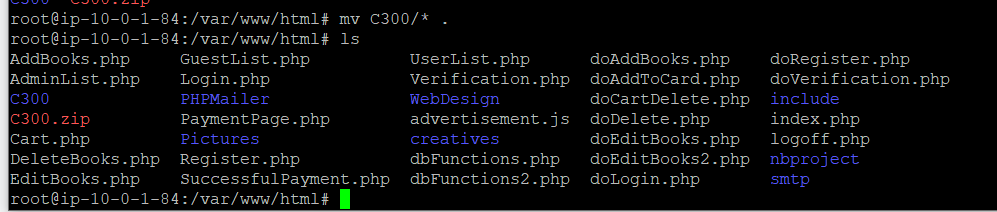 C300 C300.zip
root@ip-10-0-1-84:/var/www/html# mv C300/* .
root@ip-10-0-1-84:/var/www/html# ls
AddBooks.php GuestList.php UserList.php doAddBooks.php doRegister.php
AdminList.php Login.php Verification.php doAddToCard.php doVerification.php
C300 PHPMailer WebDesign doCartDelete.php include
C300.zip PaymentPage.php advertisement.js doDelete.php index.php
Cart.php Pictures creatives doEditBooks.php logoff.php
DeleteBooks.php Register.php dbFunctions.php doEditBooks2.php nbproject
EditBooks.php SuccessfulPayment.php dbFunctions2.php doLogin.php smtp
root@ip-10-0-1-84:/var/www/html#